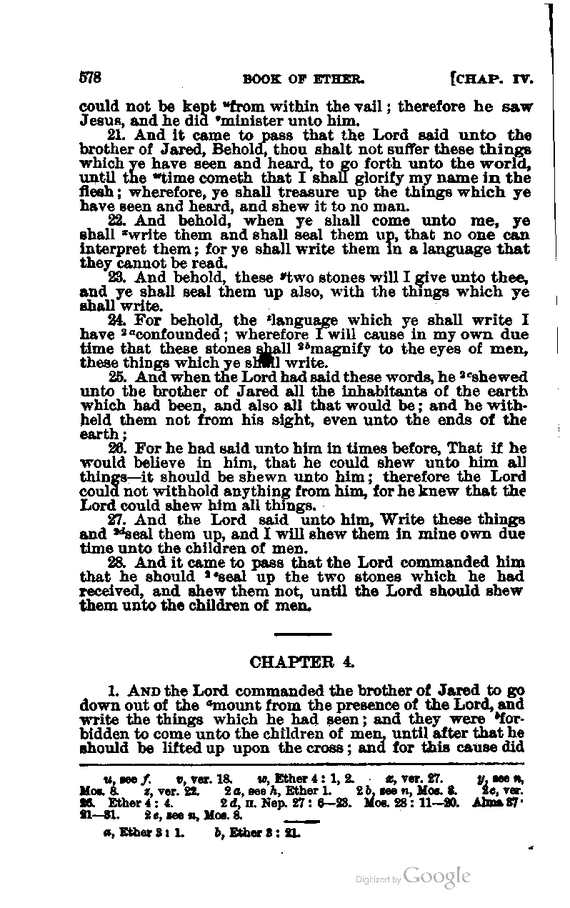 578 BOOK OF ETHER. [CHAP. IV.
could not be kept ᵘfrom within the vail; therefore he saw
Jesus, and he did ᵛminister unto him.
21. And it came to pass that the Lord said unto the
brother of Jared, Behold, thou shalt not suffer these things
which ye have seen and heard, to go forth unto the world,
until the ʷtime cometh that I shall glorify my name in the
flesh; wherefore, ye shall treasure up the things which ye
have seen and heard, and shew it to no man.
22. And behold, when ye shall come unto me, ye
shall ˣwrite them and shall seal them up, that no one can
interpret them; for ye shall write them in a language that
they cannot be read.
23. And behold, these ʸtwo stones will I give unto thee,
and ye shall seal them up also, with the things which ye
shall write.
24. For behold, the ᶻlanguage which ye shall write I
have ²ᵃconfounded; wherefore I will cause in my own due
time that these stones shall ²ᵇmagnify to the eyes of men,
these things which ye shall write.
25. And when the Lord had said these words, he ²ᶜshewed
unto the brother of Jared all the inhabitants of the earth
which had been, and also all that would be; and he with-
held them not from his sight, even unto the ends of the
earth;
26. For he had said unto him in times before, That if he
would believe in him, that he could shew unto him all
things—it should be shewn unto him; therefore the Lord
could not withhold anything from him, for he knew that the
Lord could shew him all things.
27. And the Lord said unto him, Write these things
and ²ᵈseal them up, and I will shew them in mine own due
time unto the children of men.
28. And it came to pass that the Lord commanded him
that he should ²ᵉseal up the two stones which he had
received, and shew them not, until the Lord should shew
them unto the children of men.
CHAPTER 4.
1. AND the Lord commanded the brother of Jared to go
down out of the ᵃmount from the presence of the Lord, and
write the things which he had seen; and they were ᵇfor-
bidden to come unto the children of men, until after that he
should be lifted up upon the cross; and for this cause did
u, see f. v, ver. 18. w, Ether 4: 1, 2. x, ver. 27. y, see n,
Mos. 8. z, ver. 22. 2a, see h, Ether 1. 2b, see n, Mos. 8. 2c, ver.
26. Ether 4: 4. 2d, II. Nep. 27: 6—23. Mos. 28: 11—20. Alma 37:
21—31. 2e, see n, Mos. 8.
a, Ether 3: 1. b, Ether 3: 21.
Digitized by Google